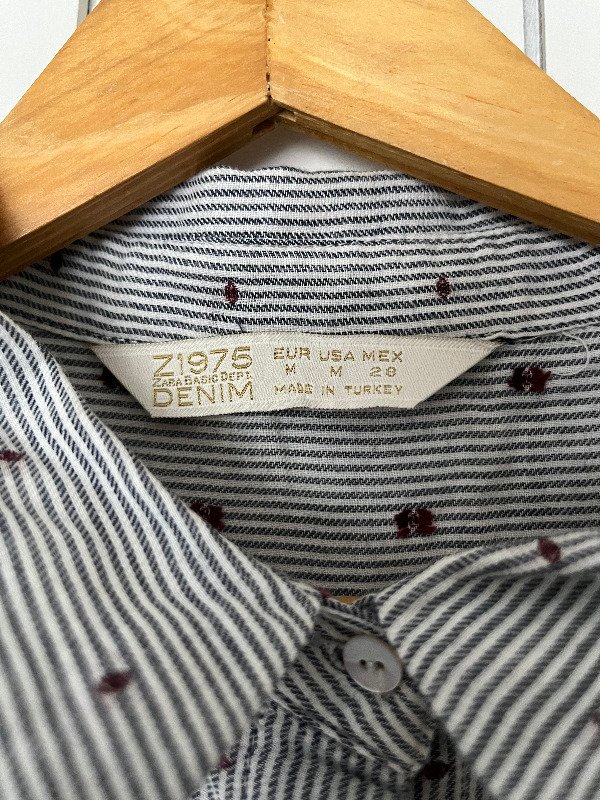 Z1975
ZARA BASIC DEPT.
DENIM
EUR USA MEX
M M 28
MADE IN TURKEY